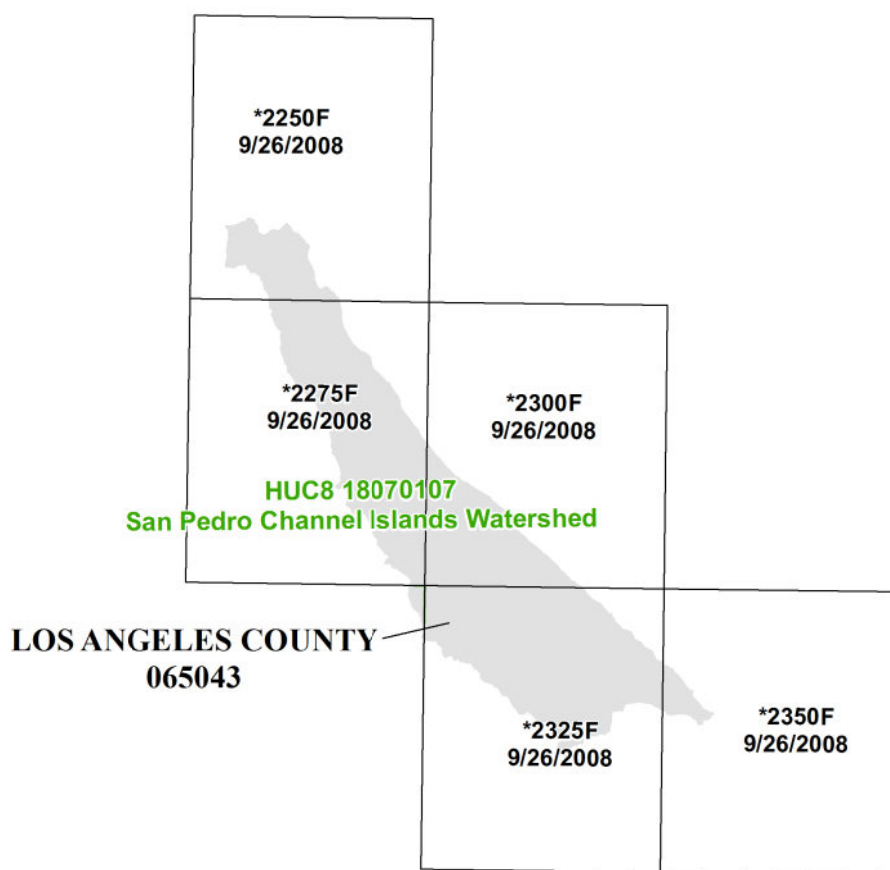 *2250F
9/26/2008
*2275F
9/26/2008
*2300F
9/26/2008
HUC8 18070107
San Pedro Channel Islands Watershed
LOS ANGELES COUNTY
065043
*2325F
9/26/2008
*2350F
9/26/2008